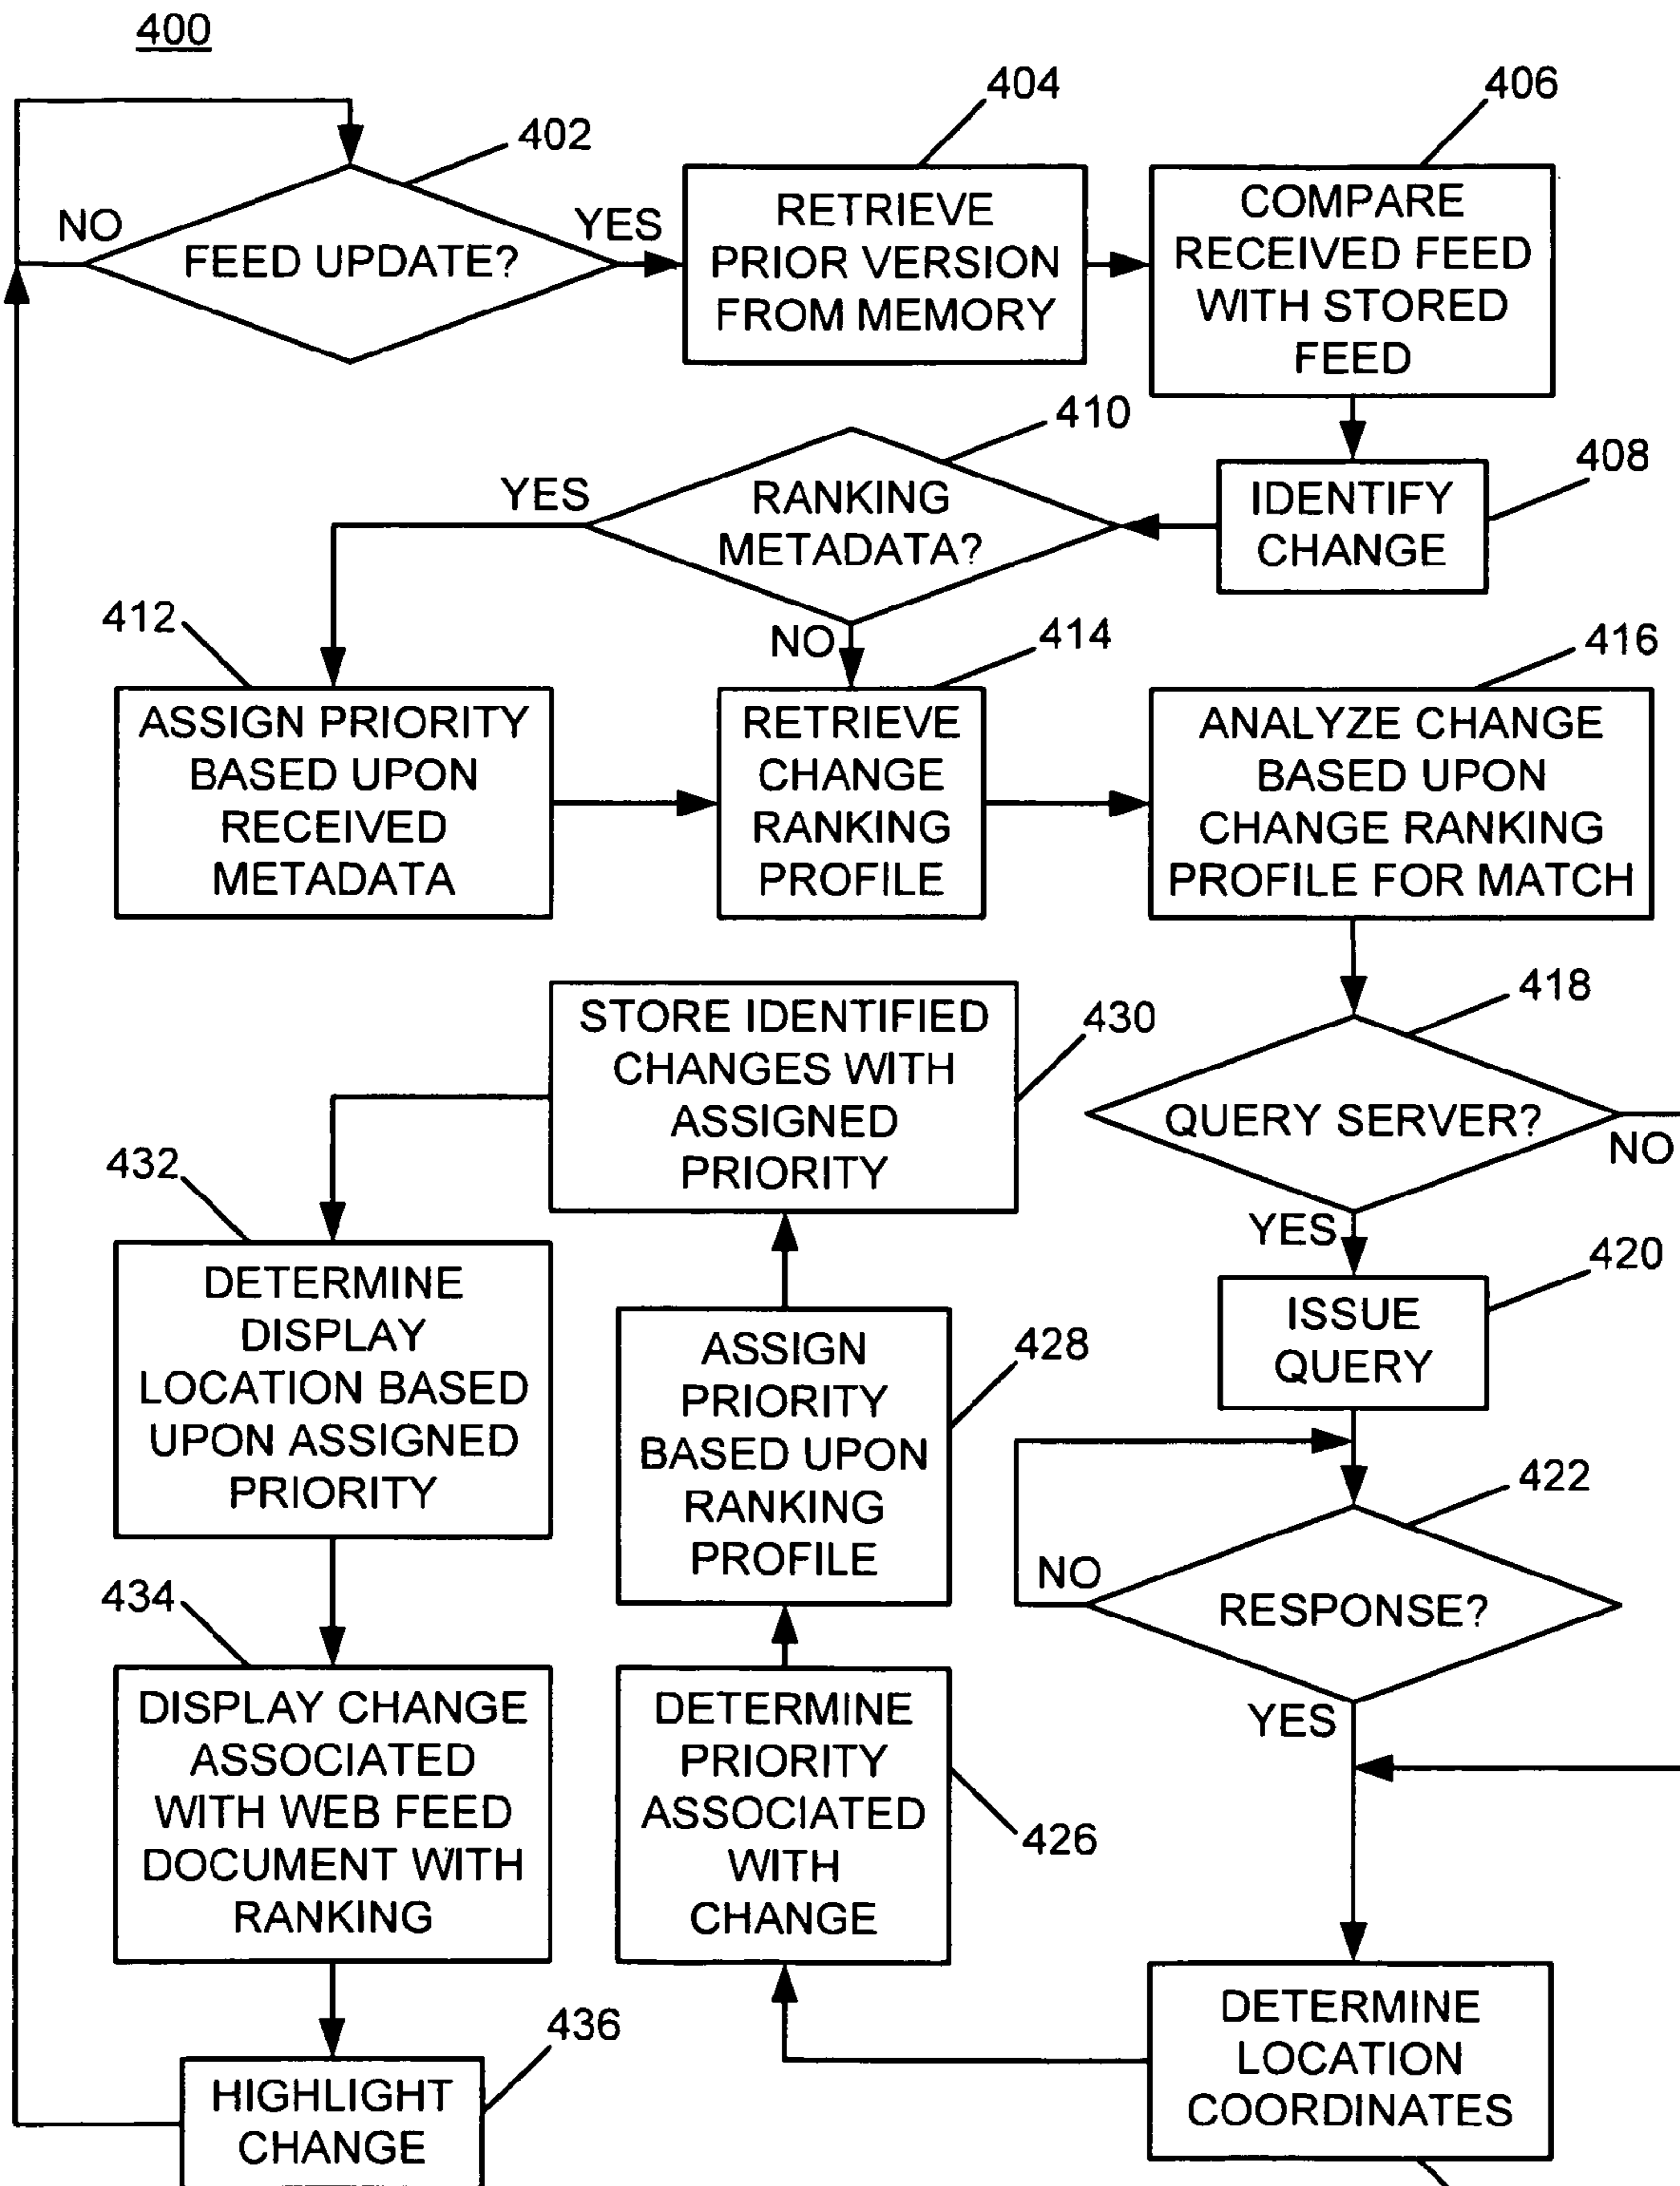 400
402
NO
FEED UPDATE?
YES
404
RETRIEVE
PRIOR VERSION
FROM MEMORY
406
COMPARE
RECEIVED FEED
WITH STORED
FEED
408
IDENTIFY
CHANGE
410
YES
RANKING
METADATA?
NO
412
ASSIGN PRIORITY
BASED UPON
RECEIVED
METADATA
414
RETRIEVE
CHANGE
RANKING
PROFILE
416
ANALYZE CHANGE
BASED UPON
CHANGE RANKING
PROFILE FOR MATCH
418
QUERY SERVER?
NO
YES
420
ISSUE
QUERY
422
NO
RESPONSE?
YES
DETERMINE
LOCATION
COORDINATES
426
DETERMINE
PRIORITY
ASSOCIATED
WITH
CHANGE
428
ASSIGN
PRIORITY
BASED UPON
RANKING
PROFILE
430
STORE IDENTIFIED
CHANGES WITH
ASSIGNED
PRIORITY
432
DETERMINE
DISPLAY
LOCATION BASED
UPON ASSIGNED
PRIORITY
434
DISPLAY CHANGE
ASSOCIATED
WITH WEB FEED
DOCUMENT WITH
RANKING
436
HIGHLIGHT
CHANGE